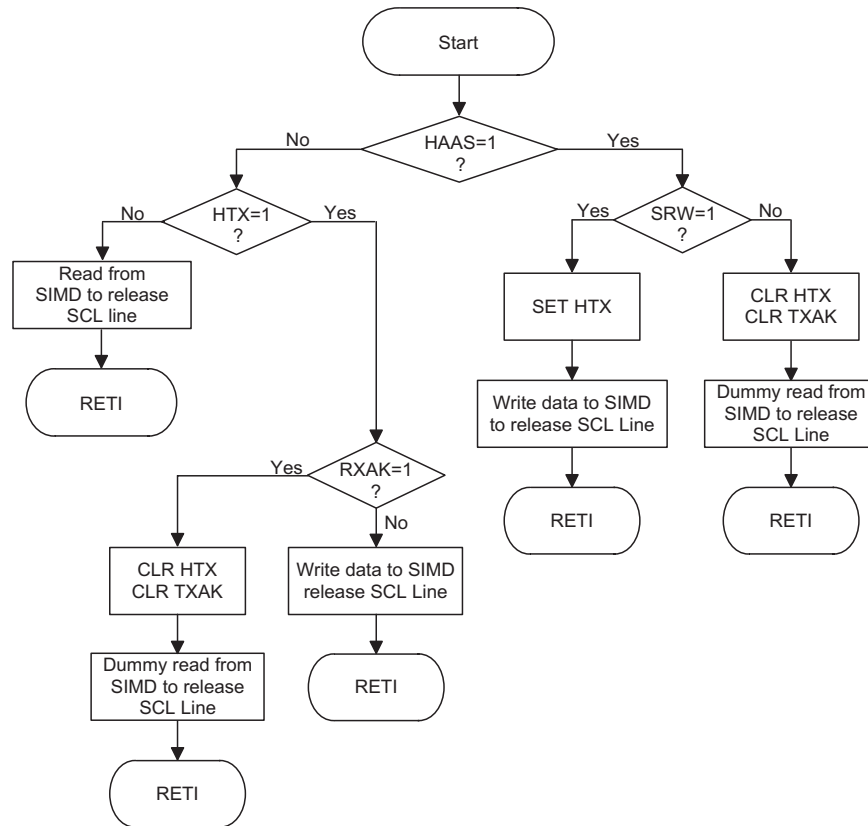 Start
HAAS=1
?
No
Yes
HTX=1
?
No
Yes
SRW=1
?
Yes
No
Read from
SIMD to release
SCL line
SET HTX
CLR HTX
CLR TXAK
RETI
Write data to SIMD
to release SCL Line
Dummy read from
SIMD to release
SCL Line
RXAK=1
?
Yes
No
RETI
RETI
CLR HTX
CLR TXAK
Write data to SIMD
release SCL Line
Dummy read from
SIMD to release
SCL Line
RETI
RETI